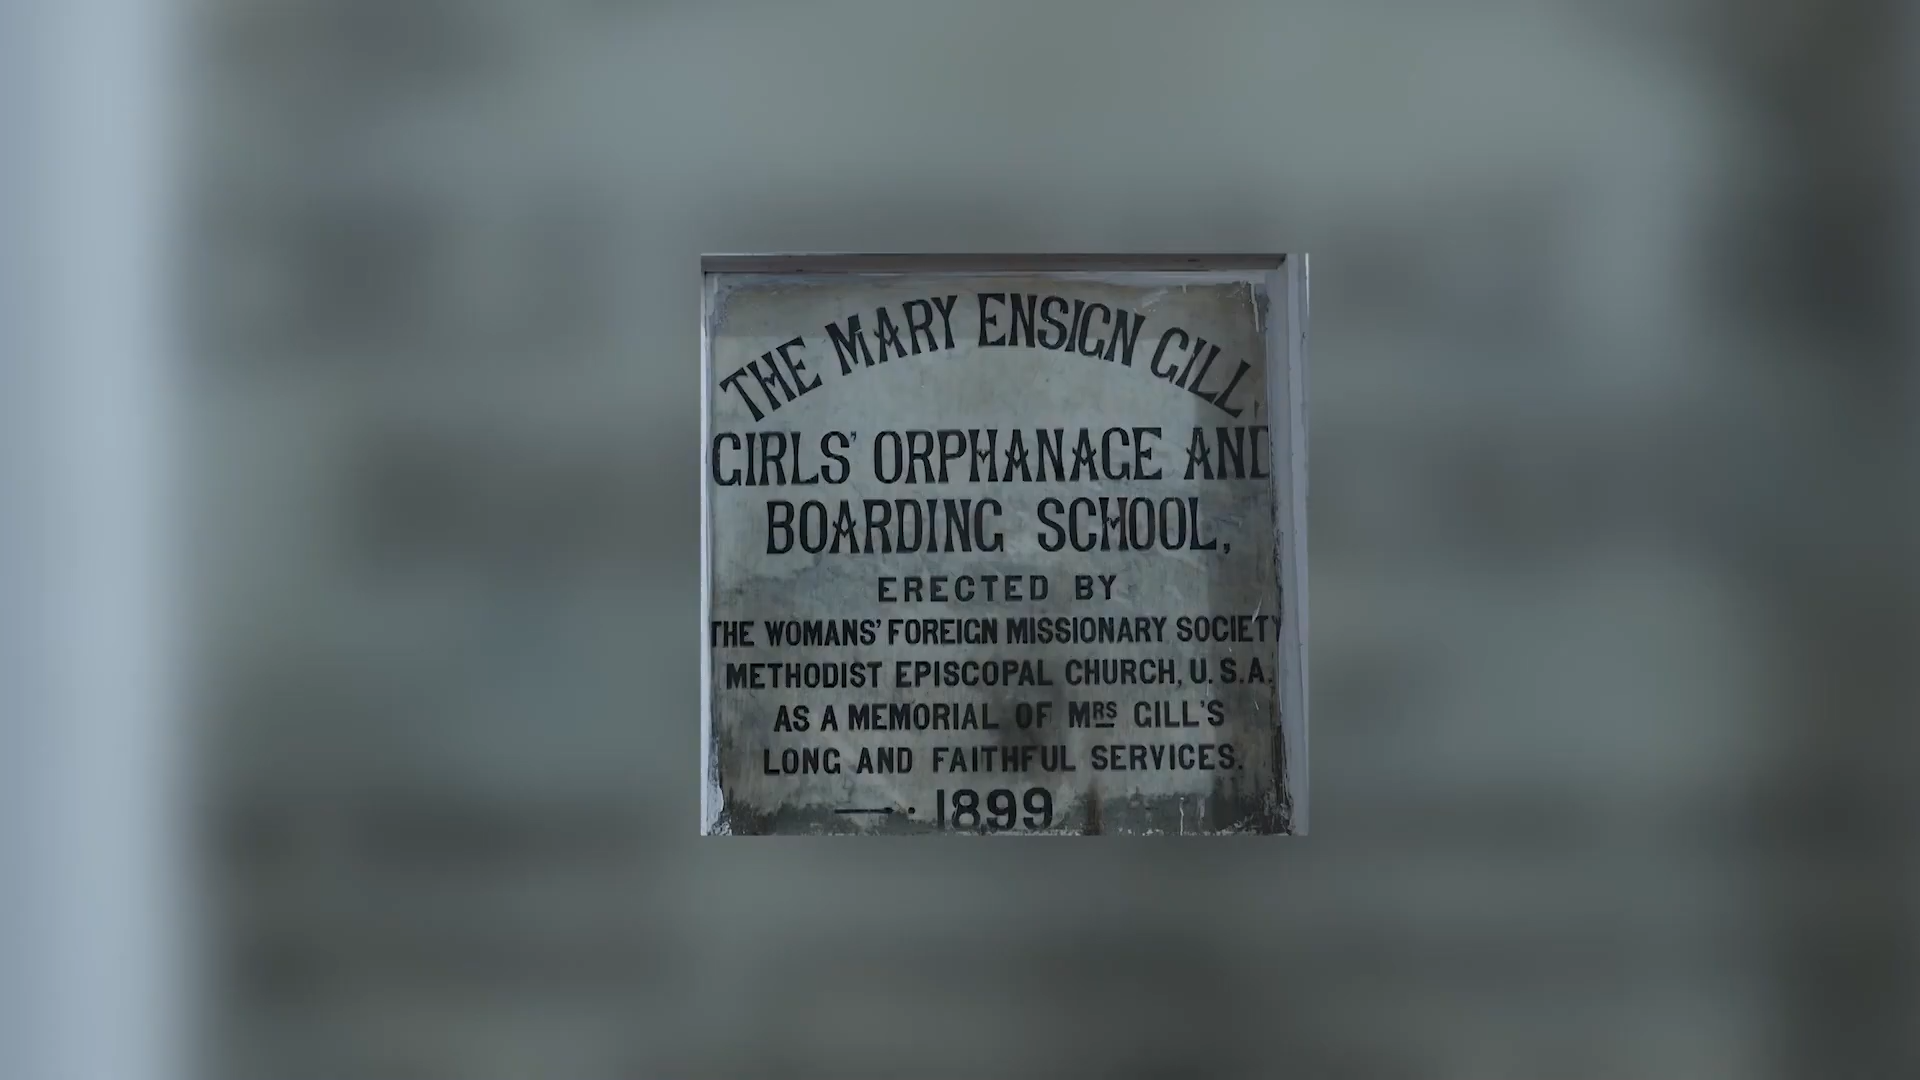 THE MARY ENSIGN GILL
GIRLS' ORPHANAGE AND
BOARDING SCHOOL,
ERECTED BY
THE WOMANS' FOREIGN MISSIONARY SOCIETY
METHODIST EPISCOPAL CHURCH, U.S.A.
AS A MEMORIAL OF MRS GILL'S
LONG AND FAITHFUL SERVICES.
1899